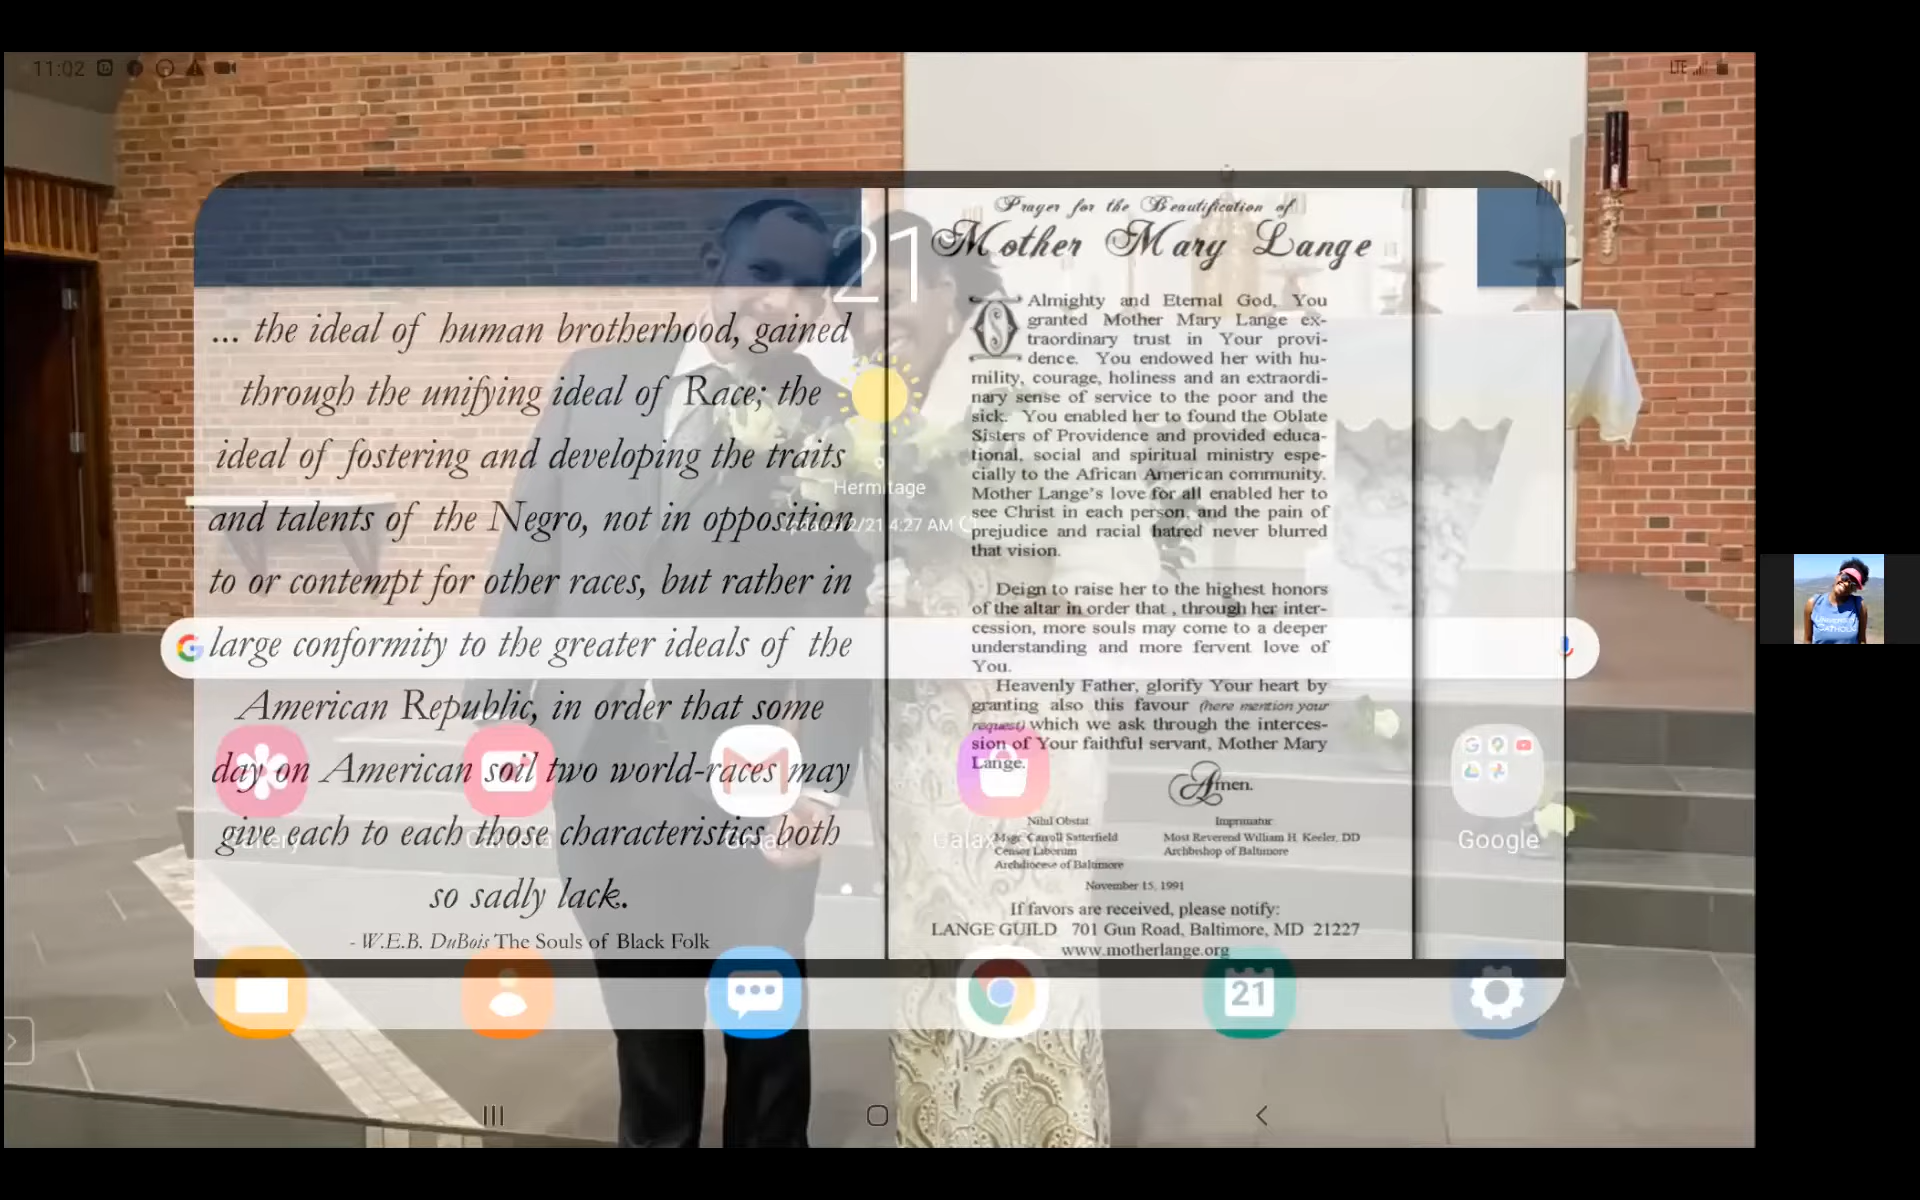 11:02
LTE
21
Hermitage
2/21 4:27 AM
... the ideal of human brotherhood, gained
through the unifying ideal of Race; the
ideal of fostering and developing the traits
and talents of the Negro, not in opposition
to or contempt for other races, but rather in
large conformity to the greater ideals of the
American Republic, in order that some
day on American soil two world-races may
give each to each those characteristics both
so sadly lack.
- W.E.B. DuBois The Souls of Black Folk
Prayer for the Beautification of
Mother Mary Lange
O Almighty and Eternal God, You
granted Mother Mary Lange ex-
traordinary trust in Your provi-
dence. You endowed her with hu-
mility, courage, holiness and an extraordi-
nary sense of service to the poor and the
sick. You enabled her to found the Oblate
Sisters of Providence and provided educa-
tional, social and spiritual ministry espe-
cially to the African American community.
Mother Lange's love for all enabled her to
see Christ in each person, and the pain of
prejudice and racial hatred never blurred
that vision.
Deign to raise her to the highest honors
of the altar in order that , through her inter-
cession, more souls may come to a deeper
understanding and more fervent love of
You.
Heavenly Father, glorify Your heart by
granting also this favour (here mention your
request) which we ask through the interces-
sion of Your faithful servant, Mother Mary
Lange.
Amen.
Nihil Obstat
Msgr. Carroll Satterfield
Censor Liborum
Archdiocese of Baltimore
Imprimatur
Most Reverend William H. Keeler, DD
Archbishop of Baltimore
November 15, 1991
If favors are received, please notify:
LANGE GUILD 701 Gun Road, Baltimore, MD 21227
www.motherlange.org
Gallery
Camera
Gmail
Galaxy
Google
21